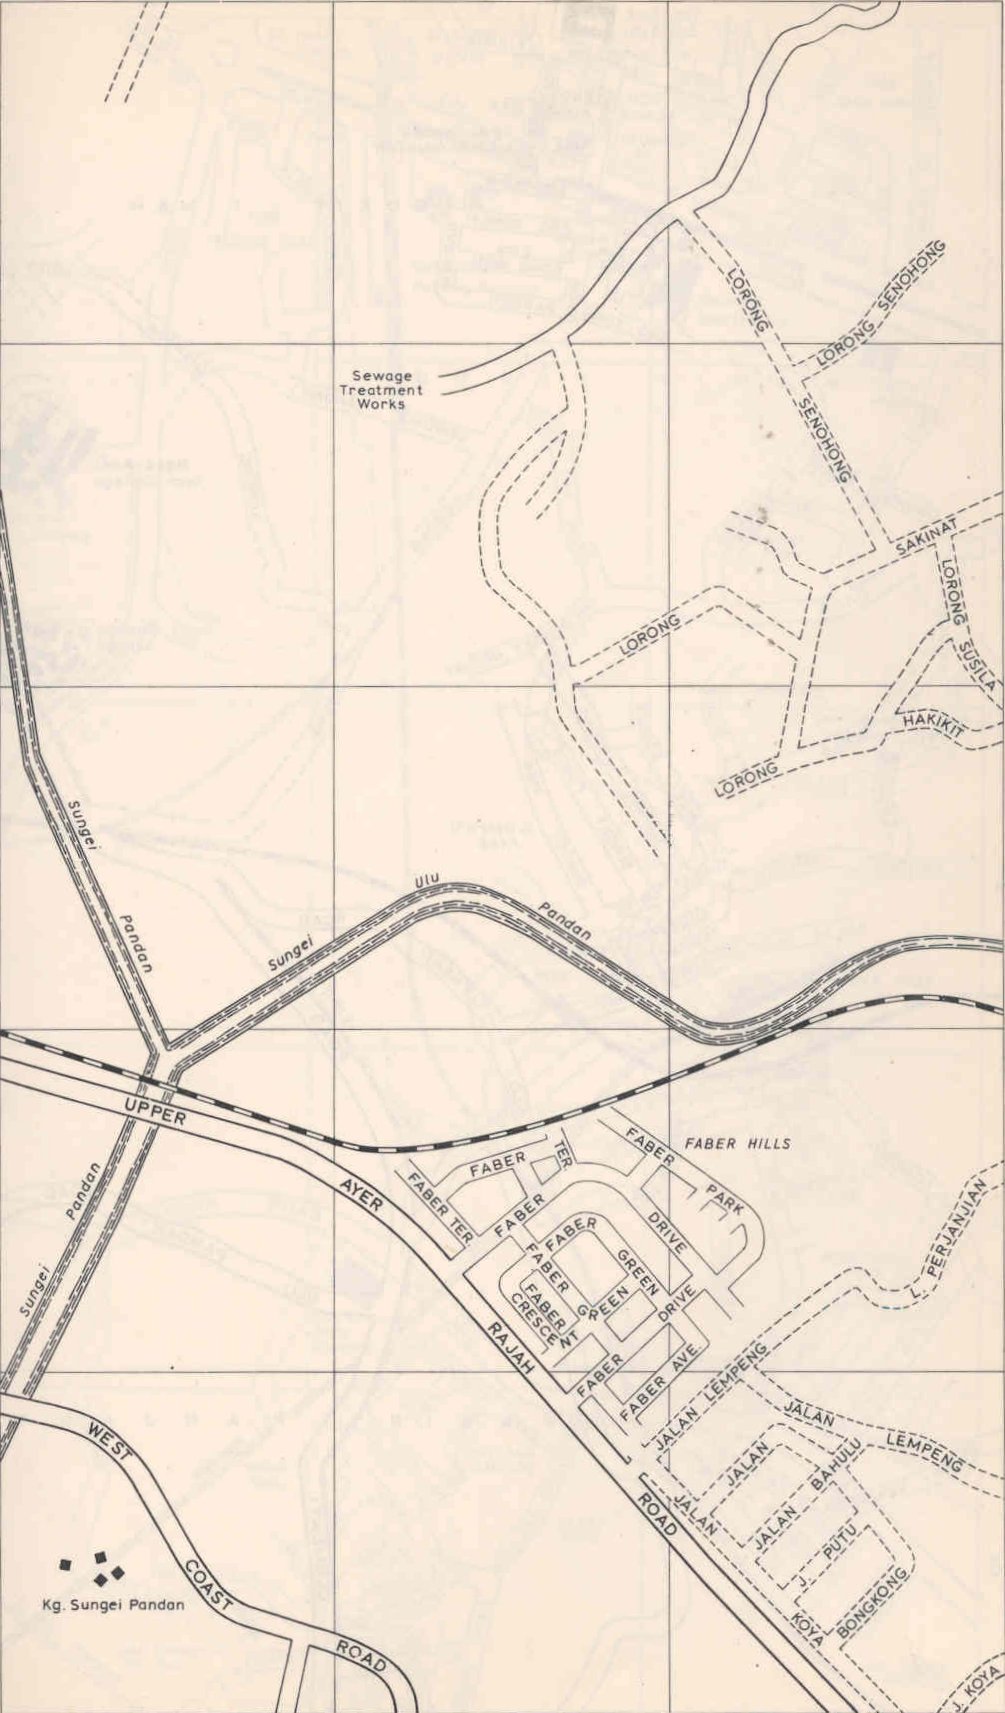 LORONG SENOHONG
LORONG SENOHONG
Sewage
Treatment
Works
SAKINAT
LORONG
LORONG SUSILA
HAKIKIT
LORONG
Sungei Pandan
Sungei Ulu Pandan
UPPER AYER RAJAH ROAD
FABER HILLS
FABER PARK
FABER TER
FABER TER.
FABER DRIVE
FABER GREEN
FABER GREEN
FABER
CRESCENT
FABER DRIVE
FABER AVE.
Sungei Pandan
L. PERJANJIAN
JALAN LEMPENG
JALAN LEMPENG
WEST COAST ROAD
JALAN BAHULU
JALAN
J. PUTU
BONGKONG
JALAN KOYA
J. KOYA
Kg. Sungei Pandan